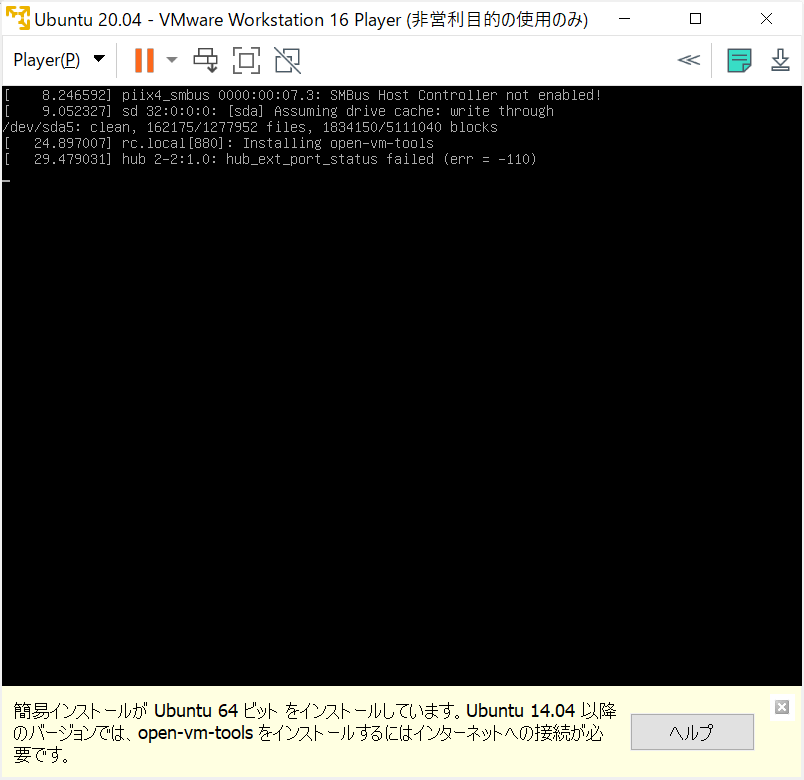 Ubuntu 20.04 - VMware Workstation 16 Player (非営利目的の使用のみ)
Player(P)
[    8.246592] piix4_smbus 0000:00:07.3: SMBus Host Controller not enabled!
[    9.052327] sd 32:0:0:0: [sda] Assuming drive cache: write through
/dev/sda5: clean, 162175/1277952 files, 1834150/5111040 blocks
[   24.897007] rc.local[880]: Installing open-vm-tools
[   29.479031] hub 2-2:1.0: hub_ext_port_status failed (err = -110)
簡易インストールが Ubuntu 64 ビット をインストールしています。Ubuntu 14.04 以降
のバージョンでは、open-vm-tools をインストールするにはインターネットへの接続が必
要です。
ヘルプ